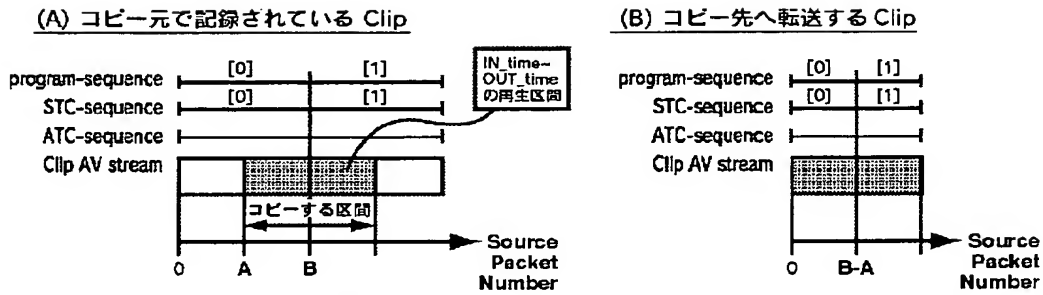 (A) コピー元で記録されている Clip
program-sequence
[0]
[1]
STC-sequence
[0]
[1]
ATC-sequence
Clip AV stream
IN_time–
OUT_time
の再生区間
コピーする区間
0
A
B
Source
Packet
Number
(B) コピー先へ転送する Clip
program-sequence
[0]
[1]
STC-sequence
[0]
[1]
ATC-sequence
Clip AV stream
0
B-A
Source
Packet
Number